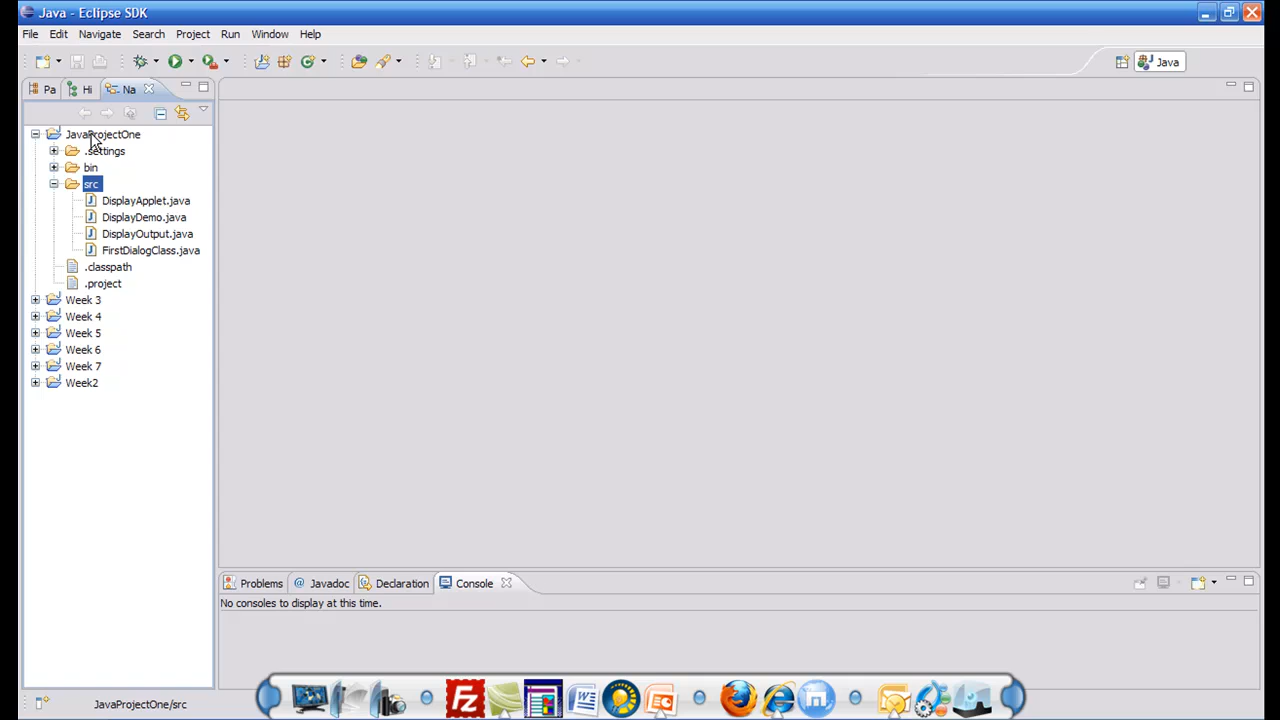 Java - Eclipse SDK
File Edit Navigate Search Project Run Window Help
Java
Pa Hi Na
JavaProjectOne
.settings
bin
src
DisplayApplet.java
DisplayDemo.java
DisplayOutput.java
FirstDialogClass.java
.classpath
.project
Week 3
Week 4
Week 5
Week 6
Week 7
Week2
Problems @ Javadoc Declaration Console
No consoles to display at this time.
JavaProjectOne/src